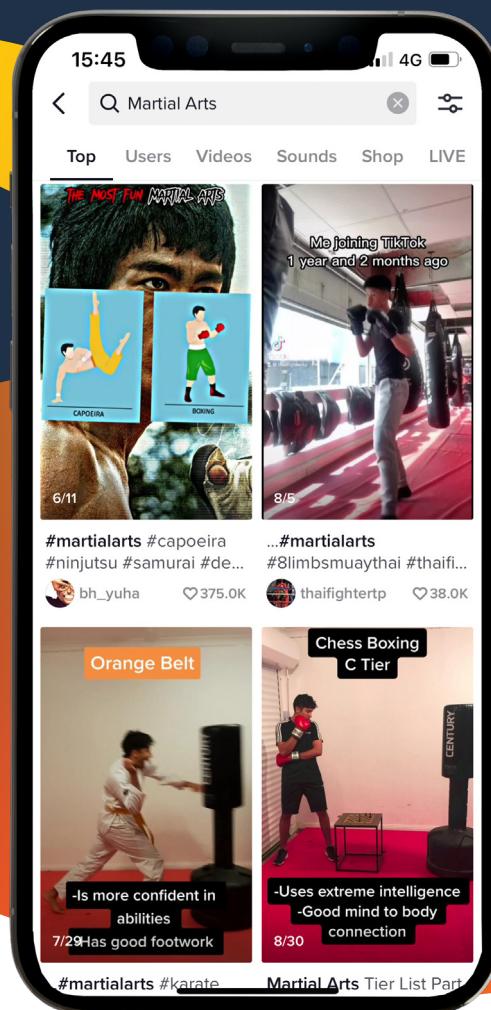 15:45
4G
Martial Arts
Top Users Videos Sounds Shop LIVE
THE MOST FUN MARTIAL ARTS
CAPOEIRA
BOXING
6/11
#martialarts #capoeira
#ninjutsu #samurai #de...
bh_yuha
375.0K
Me joining TikTok
1 year and 2 months ago
8/5
...#martialarts
#8limbsmuaythai #thaifi...
thaifightertp
38.0K
Orange Belt
CENTURY
-Is more confident in
abilities
-Has good footwork
7/29
#martialarts #karate
Chess Boxing
C Tier
CENTURY
-Uses extreme intelligence
-Good mind to body
connection
8/30
Martial Arts Tier List Part